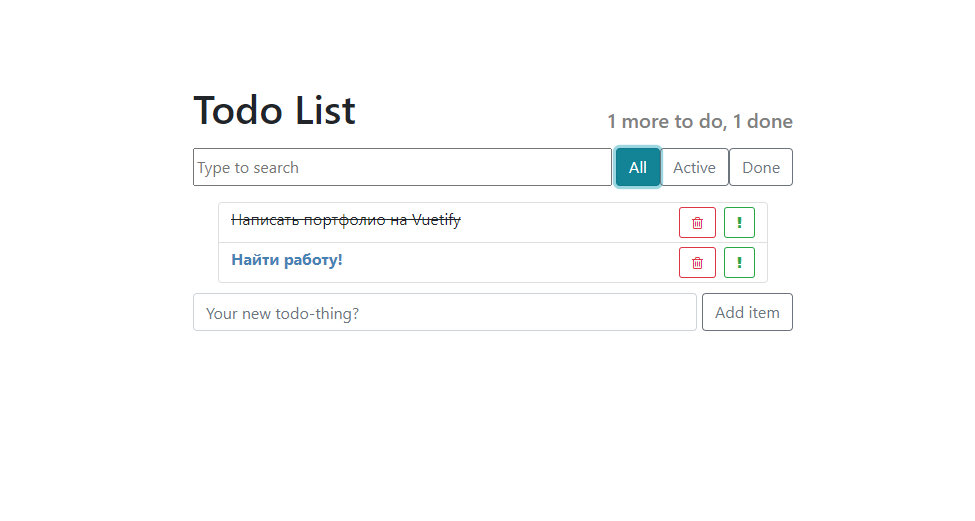 Todo List
1 more to do, 1 done
Type to search
All Active Done
Написать портфолио на Vuetify
!
Найти работу!
!
Your new todo-thing?
Add item